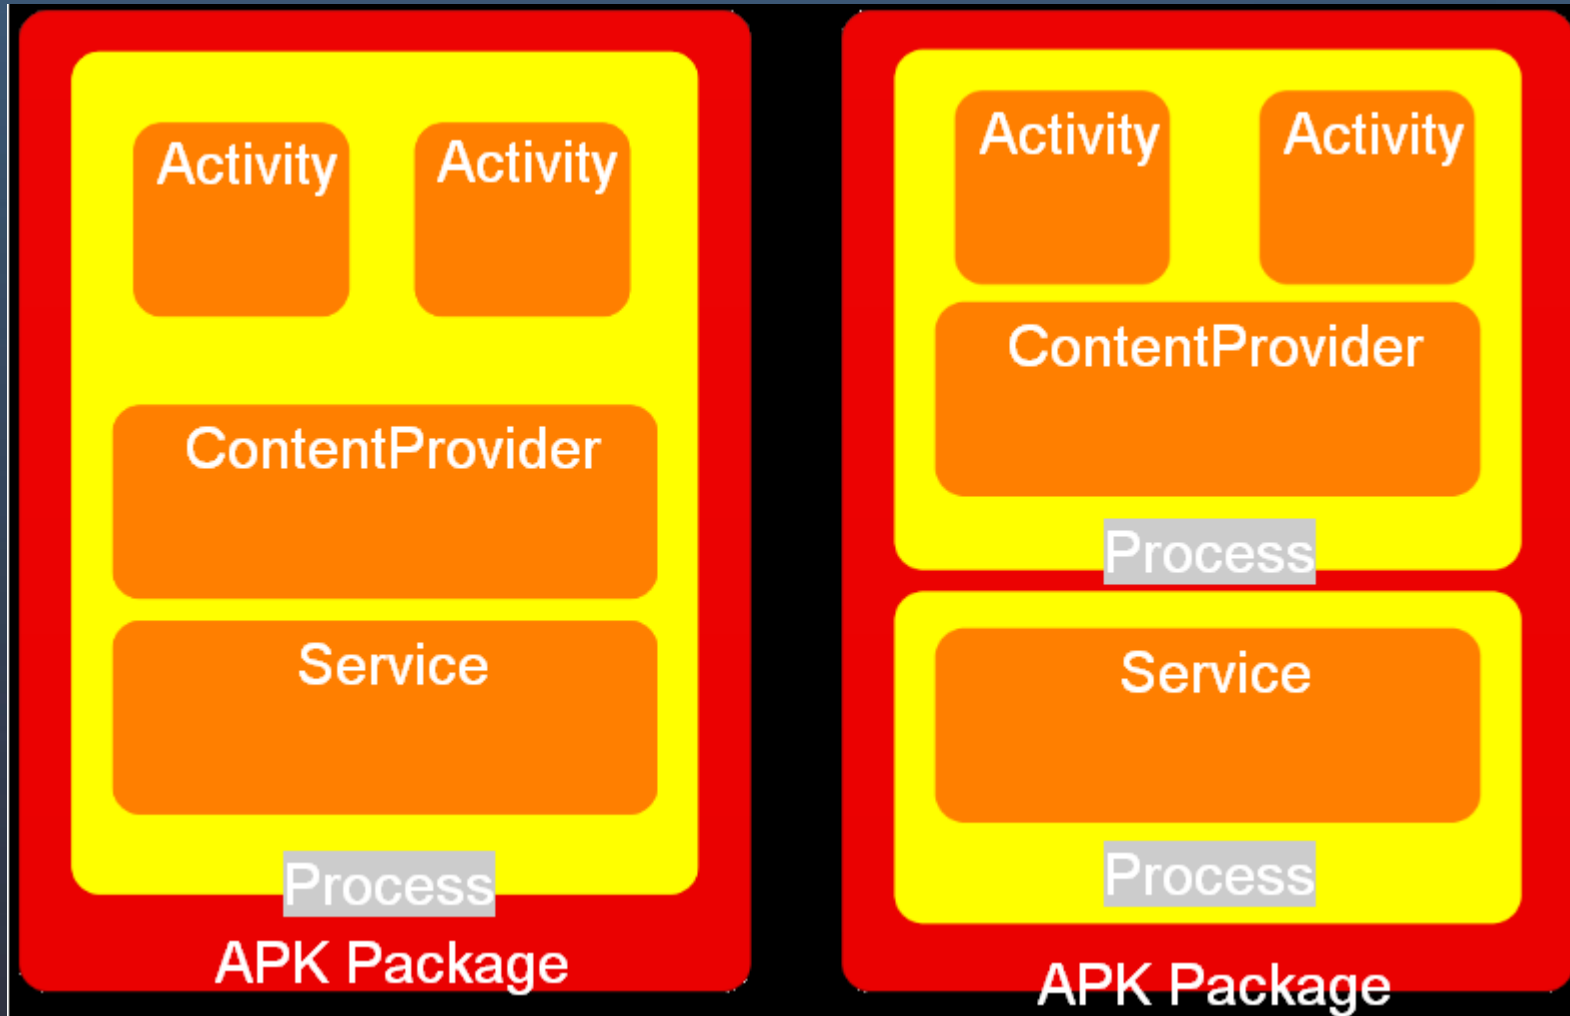 Activity Activity
ContentProvider
Service
Process
APK Package
Activity Activity
ContentProvider
Process
Service
Process
APK Package